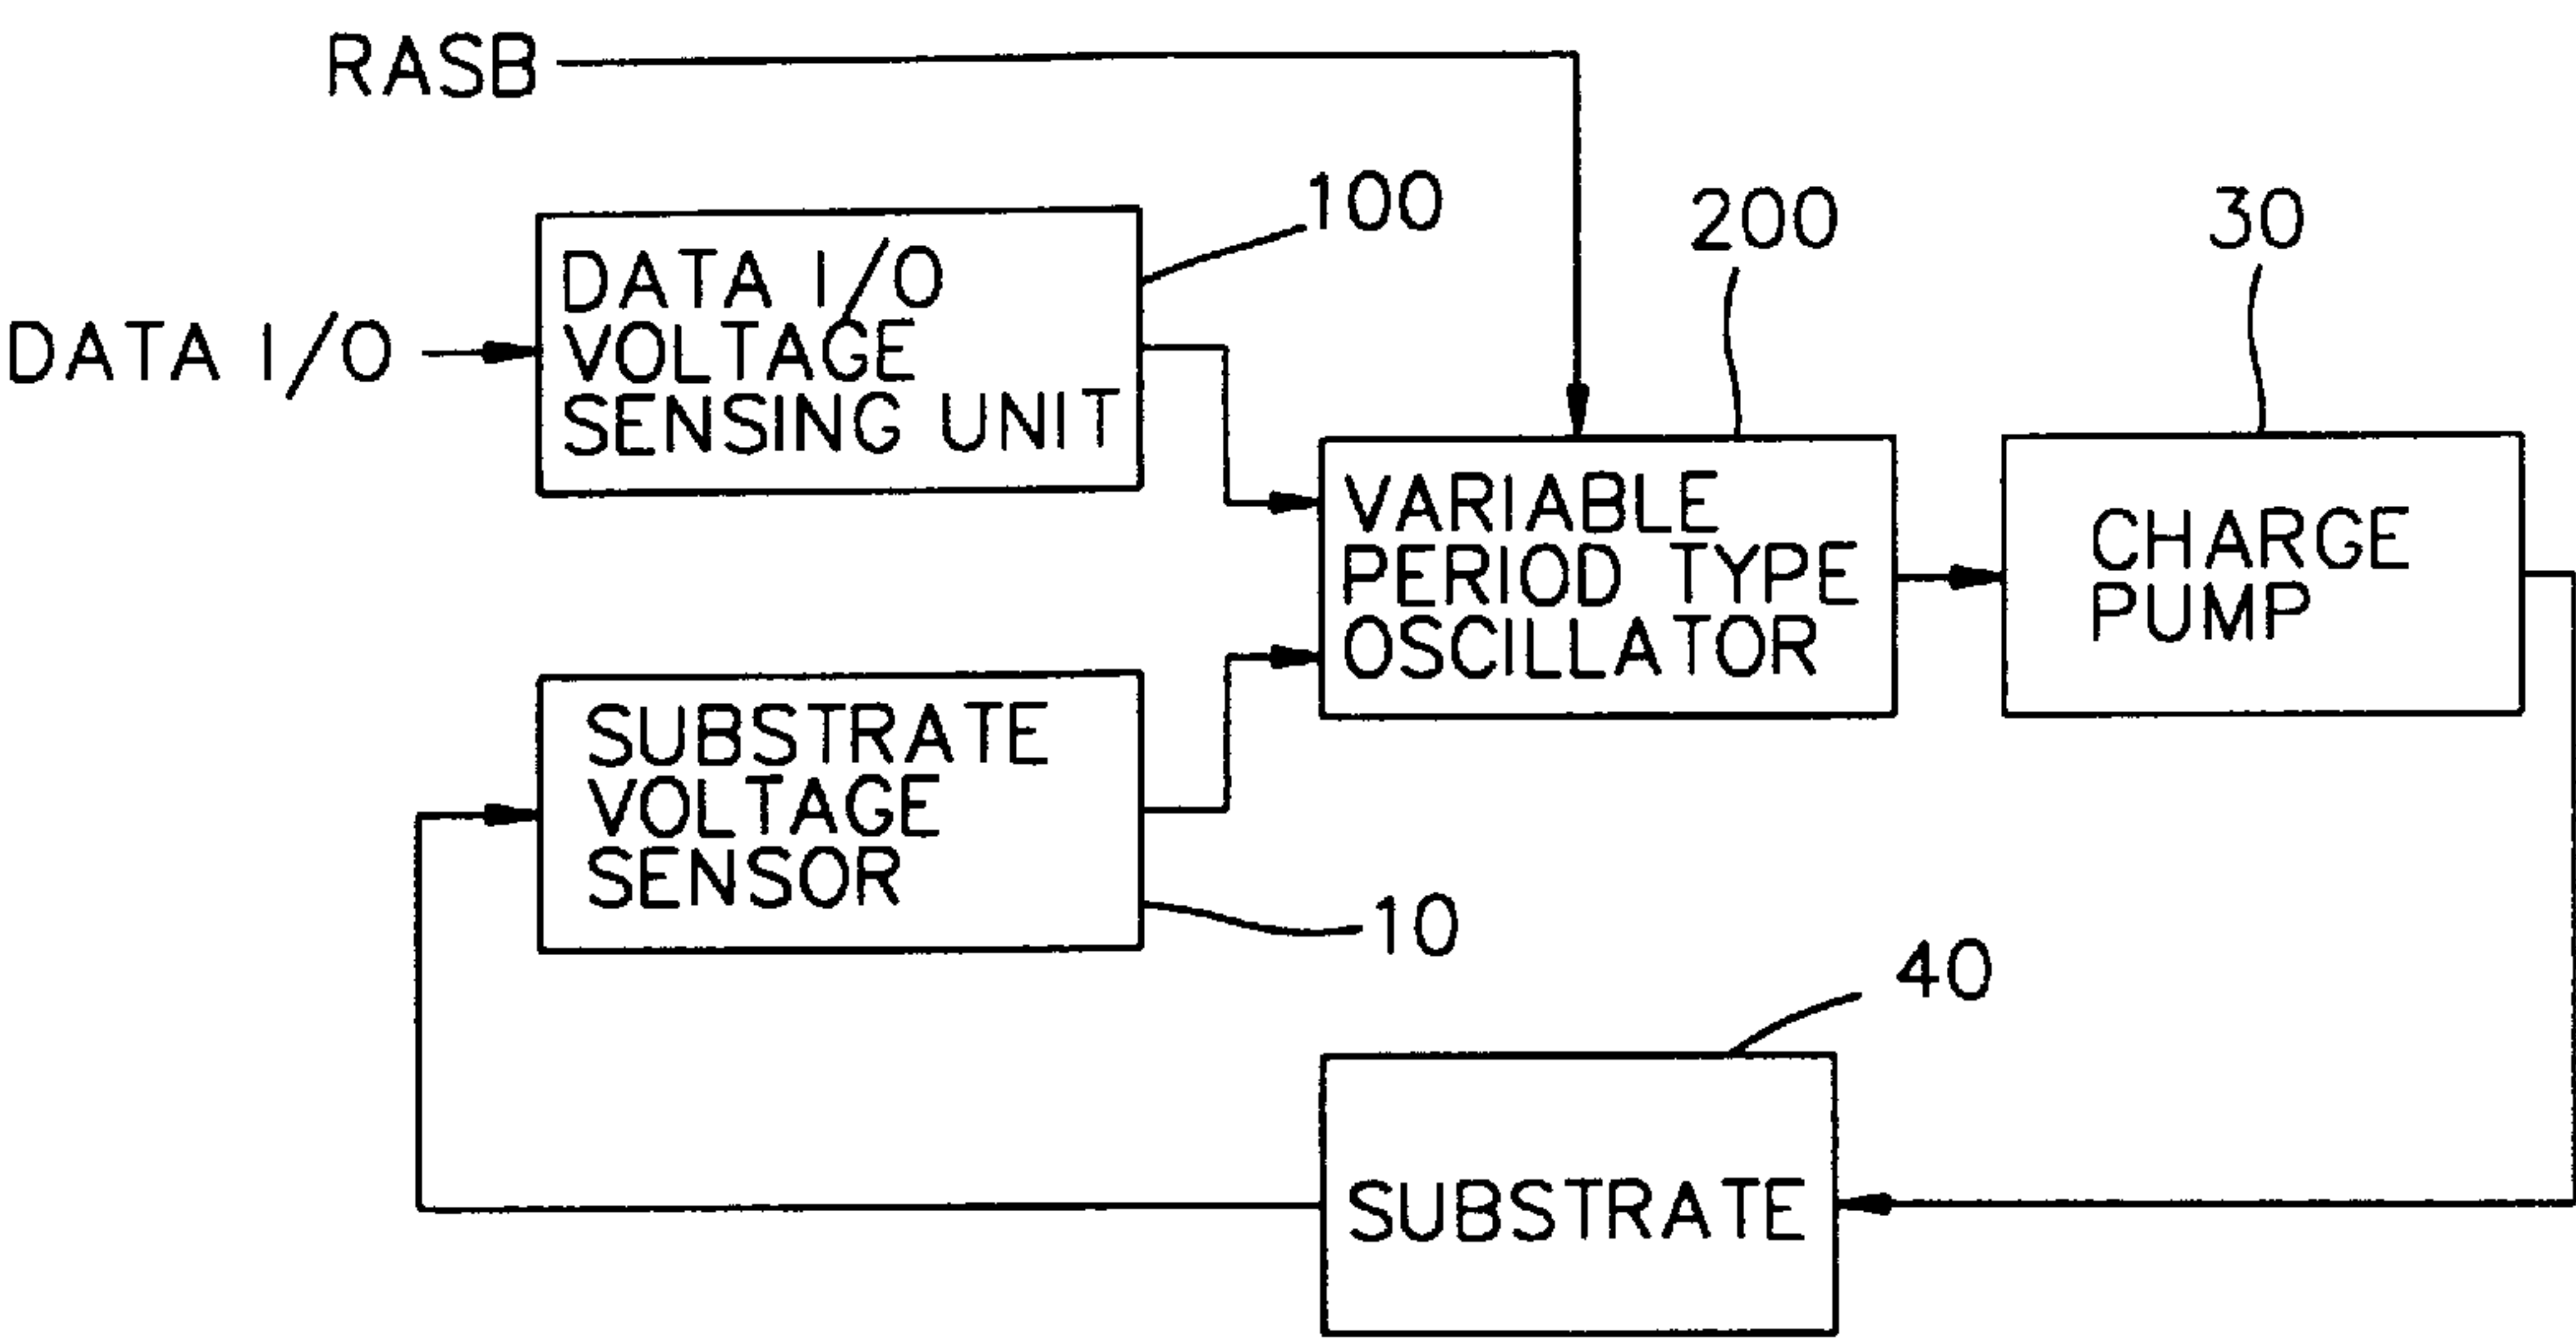 RASB
100
200
30
DATA I/O
DATA I/O
VOLTAGE
SENSING UNIT
VARIABLE
PERIOD TYPE
OSCILLATOR
CHARGE
PUMP
SUBSTRATE
VOLTAGE
SENSOR
10
40
SUBSTRATE